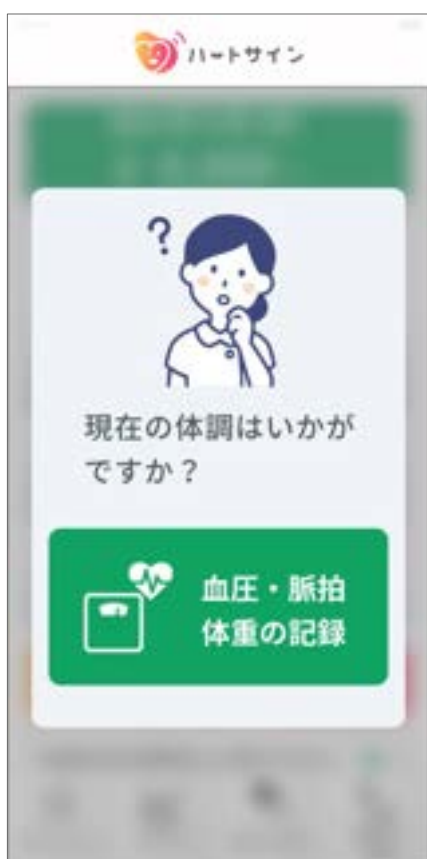 ハートサイン
?
現在の体調はいかが
ですか？
血圧・脈拍
体重の記録